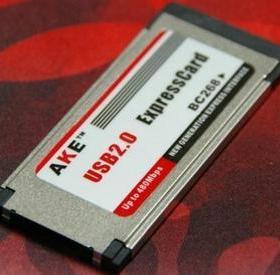 AKE™
USB2.0
ExpressCard
BC268
Up to 480Mbps
NEW GENERATION EXPRESS INTERFACE